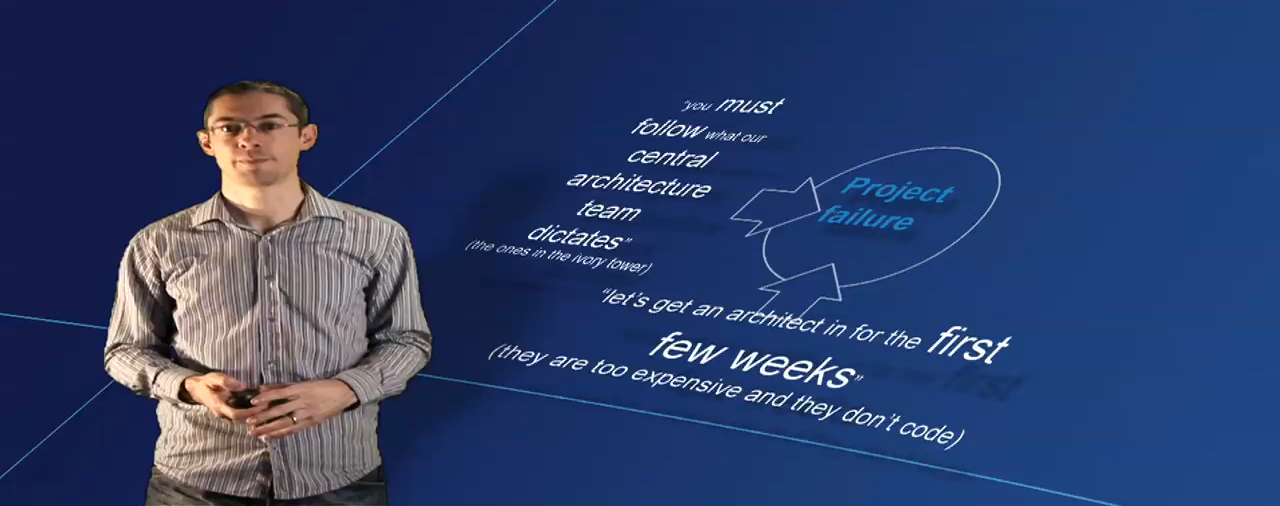 "you must
follow what our
central
architecture
team
dictates"
(the ones in the ivory tower)
Project
failure
"let's get an architect in for the first
few weeks"
(they are too expensive and they don't code)